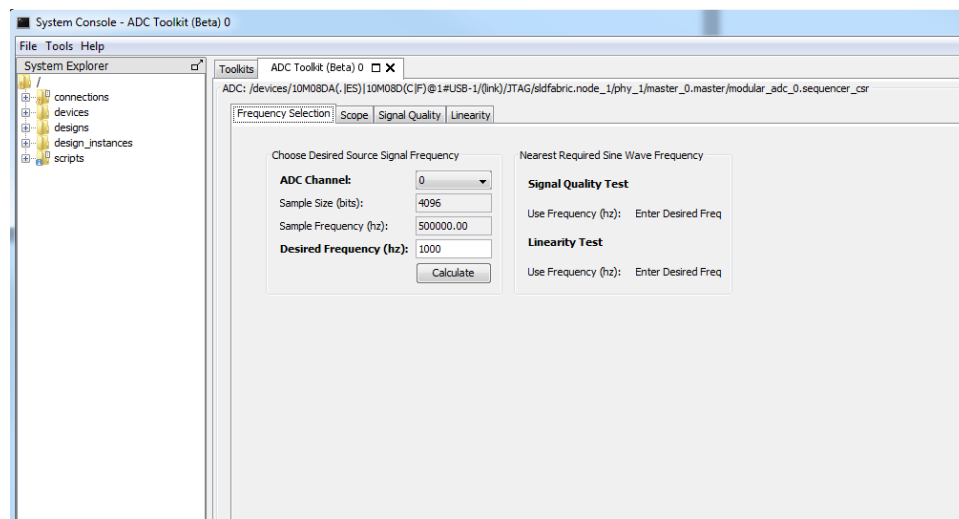 System Console - ADC Toolkit (Beta) 0
File Tools Help
System Explorer
/
connections
devices
designs
design_instances
scripts
Toolkits
ADC Toolkit (Beta) 0
ADC: /devices/10M08DA(.|ES)|10M08D(C|F)@1#USB-1/(link)/JTAG/sldfabric.node_1/phy_1/master_0.master/modular_adc_0.sequencer_csr
Frequency Selection Scope Signal Quality Linearity
Choose Desired Source Signal Frequency
ADC Channel: 0
Sample Size (bits): 4096
Sample Frequency (hz): 500000.00
Desired Frequency (hz): 1000
Calculate
Nearest Required Sine Wave Frequency
Signal Quality Test
Use Frequency (hz): Enter Desired Freq
Linearity Test
Use Frequency (hz): Enter Desired Freq